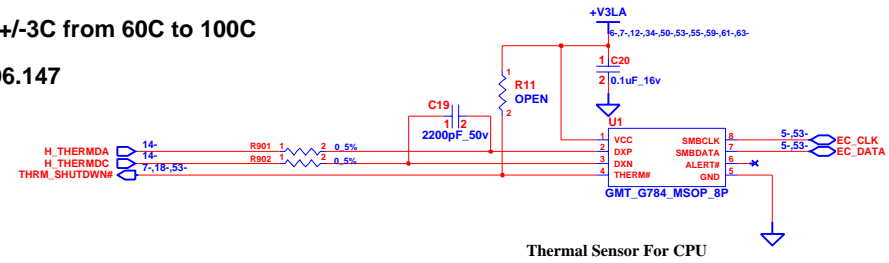 +/-3C from 60C to 100C
06.147
+V3LA
6-,7-,12-,34-,50-,53-,55-,59-,61-,63-
1 C20
2 0.1uF_16v
1
R11
OPEN
2
C19
1 2
2200pF_50v
U1
1 VCC SMBCLK 8 5-,53- EC_CLK
H_THERMDA 14- R901 1 2 0_5% 2 DXP SMBDATA 7 5-,53- EC_DATA
H_THERMDC 14- R902 1 2 0_5% 3 DXN ALERT# 6
THRM_SHUTDWN# 7-,18-,53- 4 THERM# GND 5
GMT_G784_MSOP_8P
Thermal Sensor For CPU